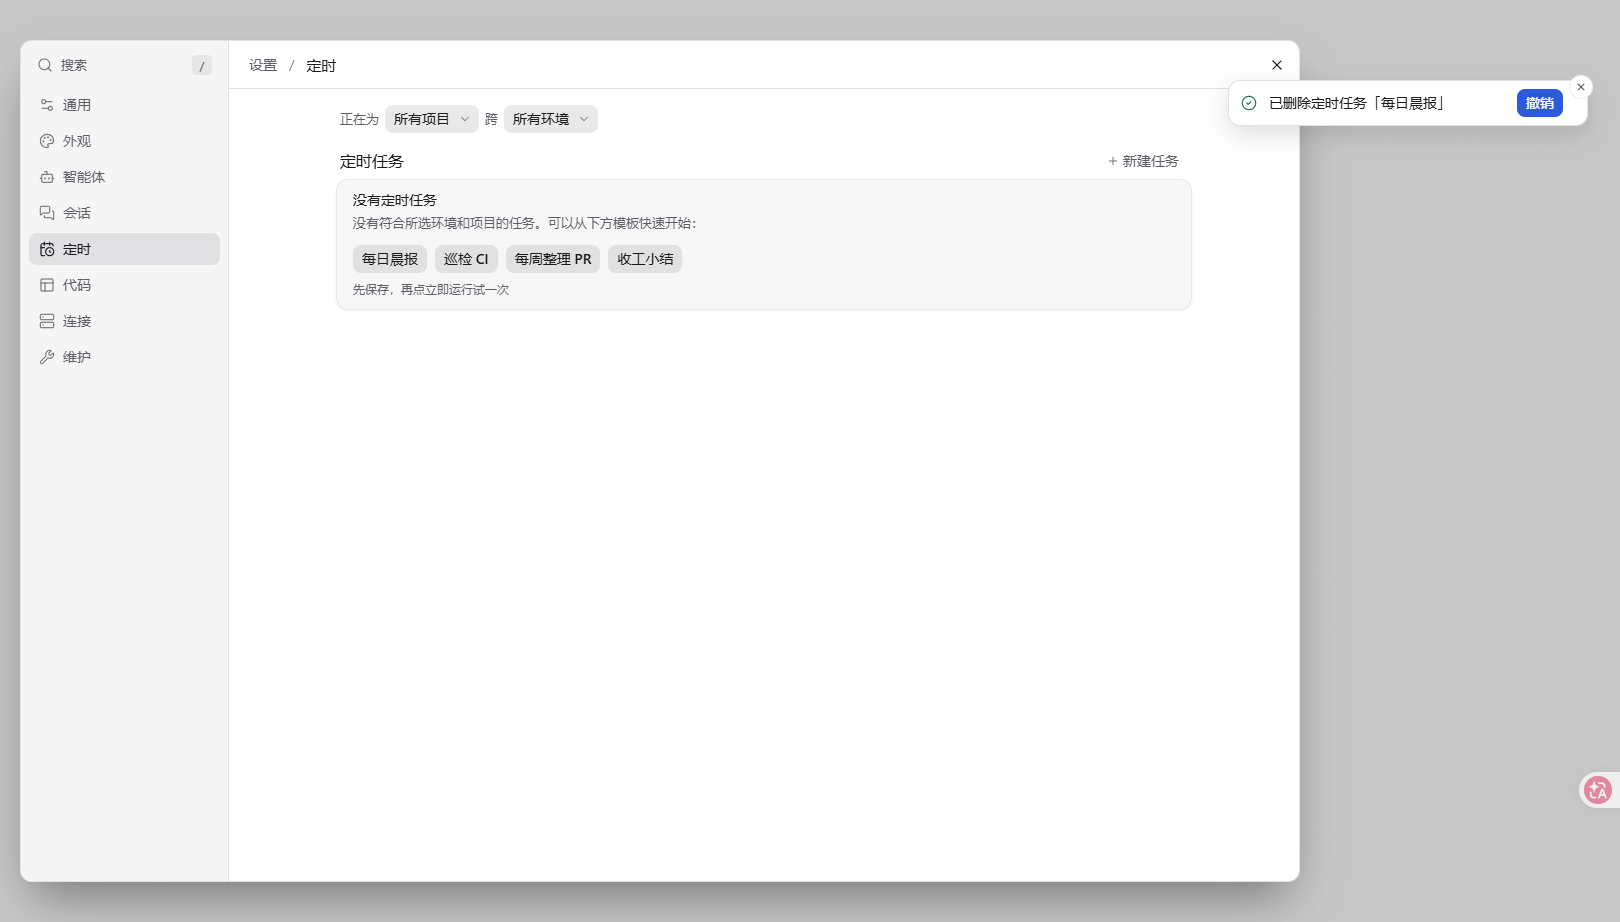 搜索 /
通用
外观
智能体
会话
定时
代码
连接
维护
设置 / 定时
正在为 所有项目 跨 所有环境
定时任务
+ 新建任务
没有定时任务
没有符合所选环境和项目的任务。可以从下方模板快速开始：
每日晨报 巡检 CI 每周整理 PR 收工小结
先保存，再点立即运行试一次
已删除定时任务「每日晨报」 撤销